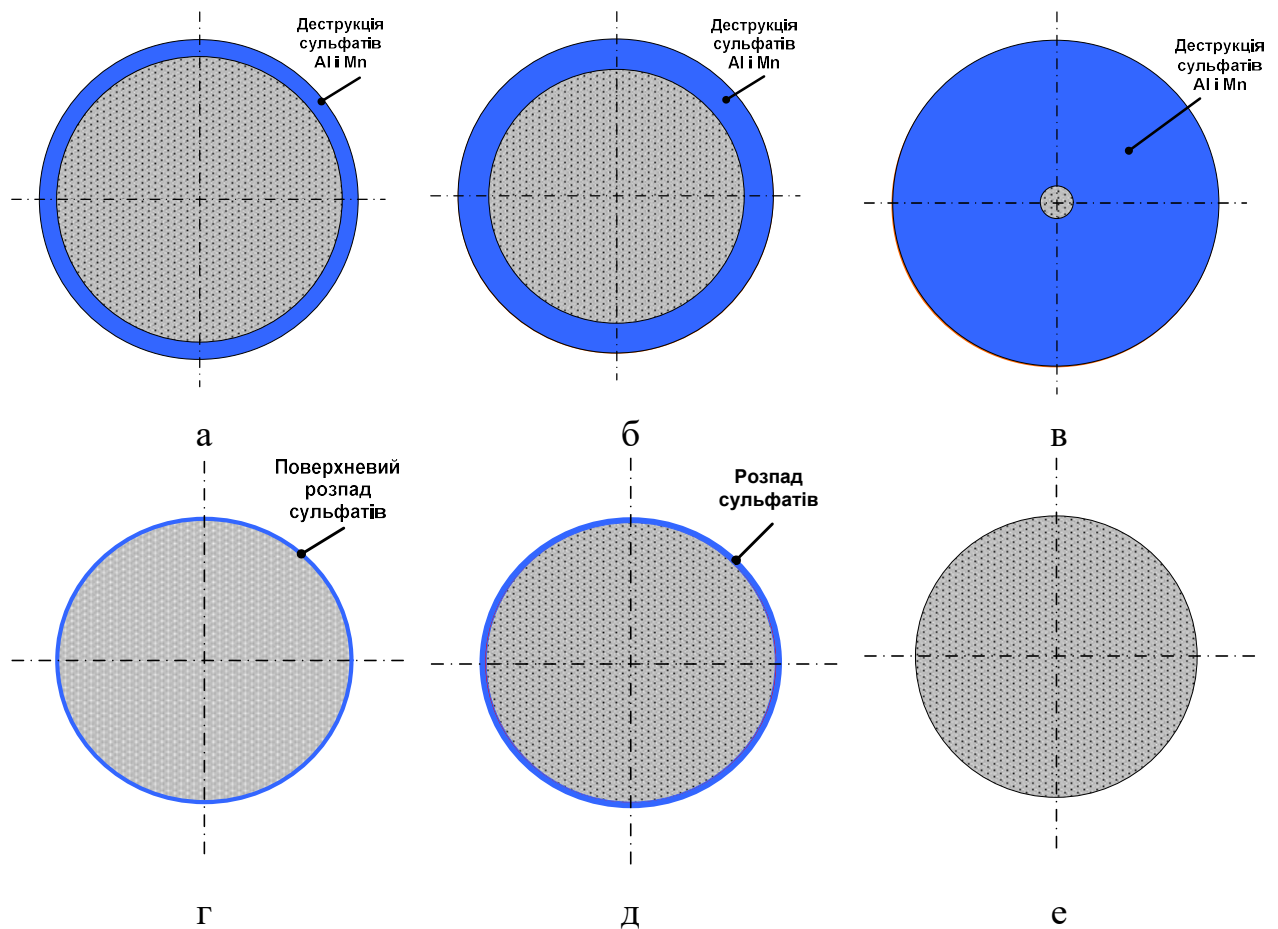 Деструкція
сульфатів
Al і Mn
Деструкція
сульфатів
Al і Mn
Деструкція
сульфатів
Al і Mn
а
б
в
Поверхневий
розпад
сульфатів
Розпад
сульфатів
г
д
е